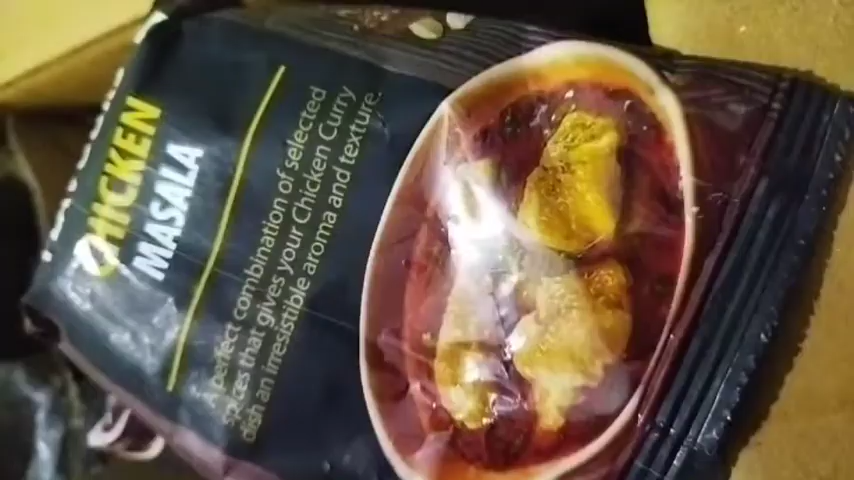 CHICKEN
MASALA
A perfect combination of selected
spices that gives your Chicken Curry
dish an irresistible aroma and texture.